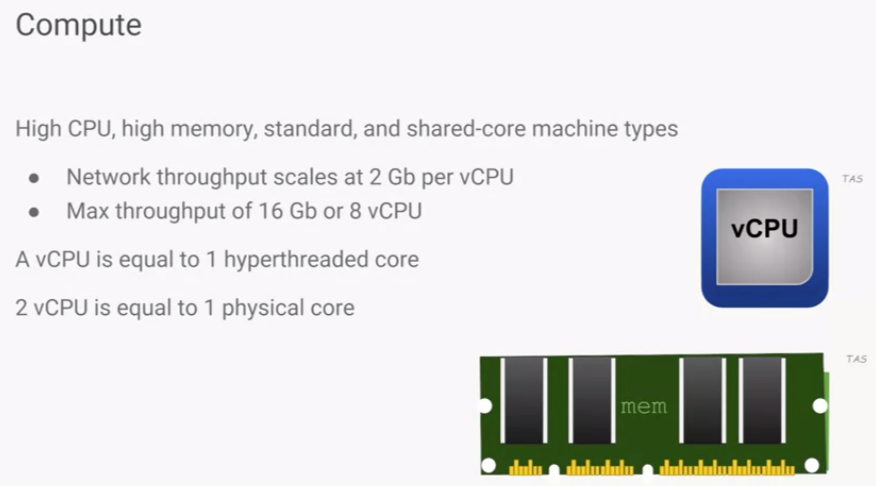 Compute
High CPU, high memory, standard, and shared-core machine types
● Network throughput scales at 2 Gb per vCPU
● Max throughput of 16 Gb or 8 vCPU
A vCPU is equal to 1 hyperthreaded core
2 vCPU is equal to 1 physical core
TAS
vCPU
TAS
mem